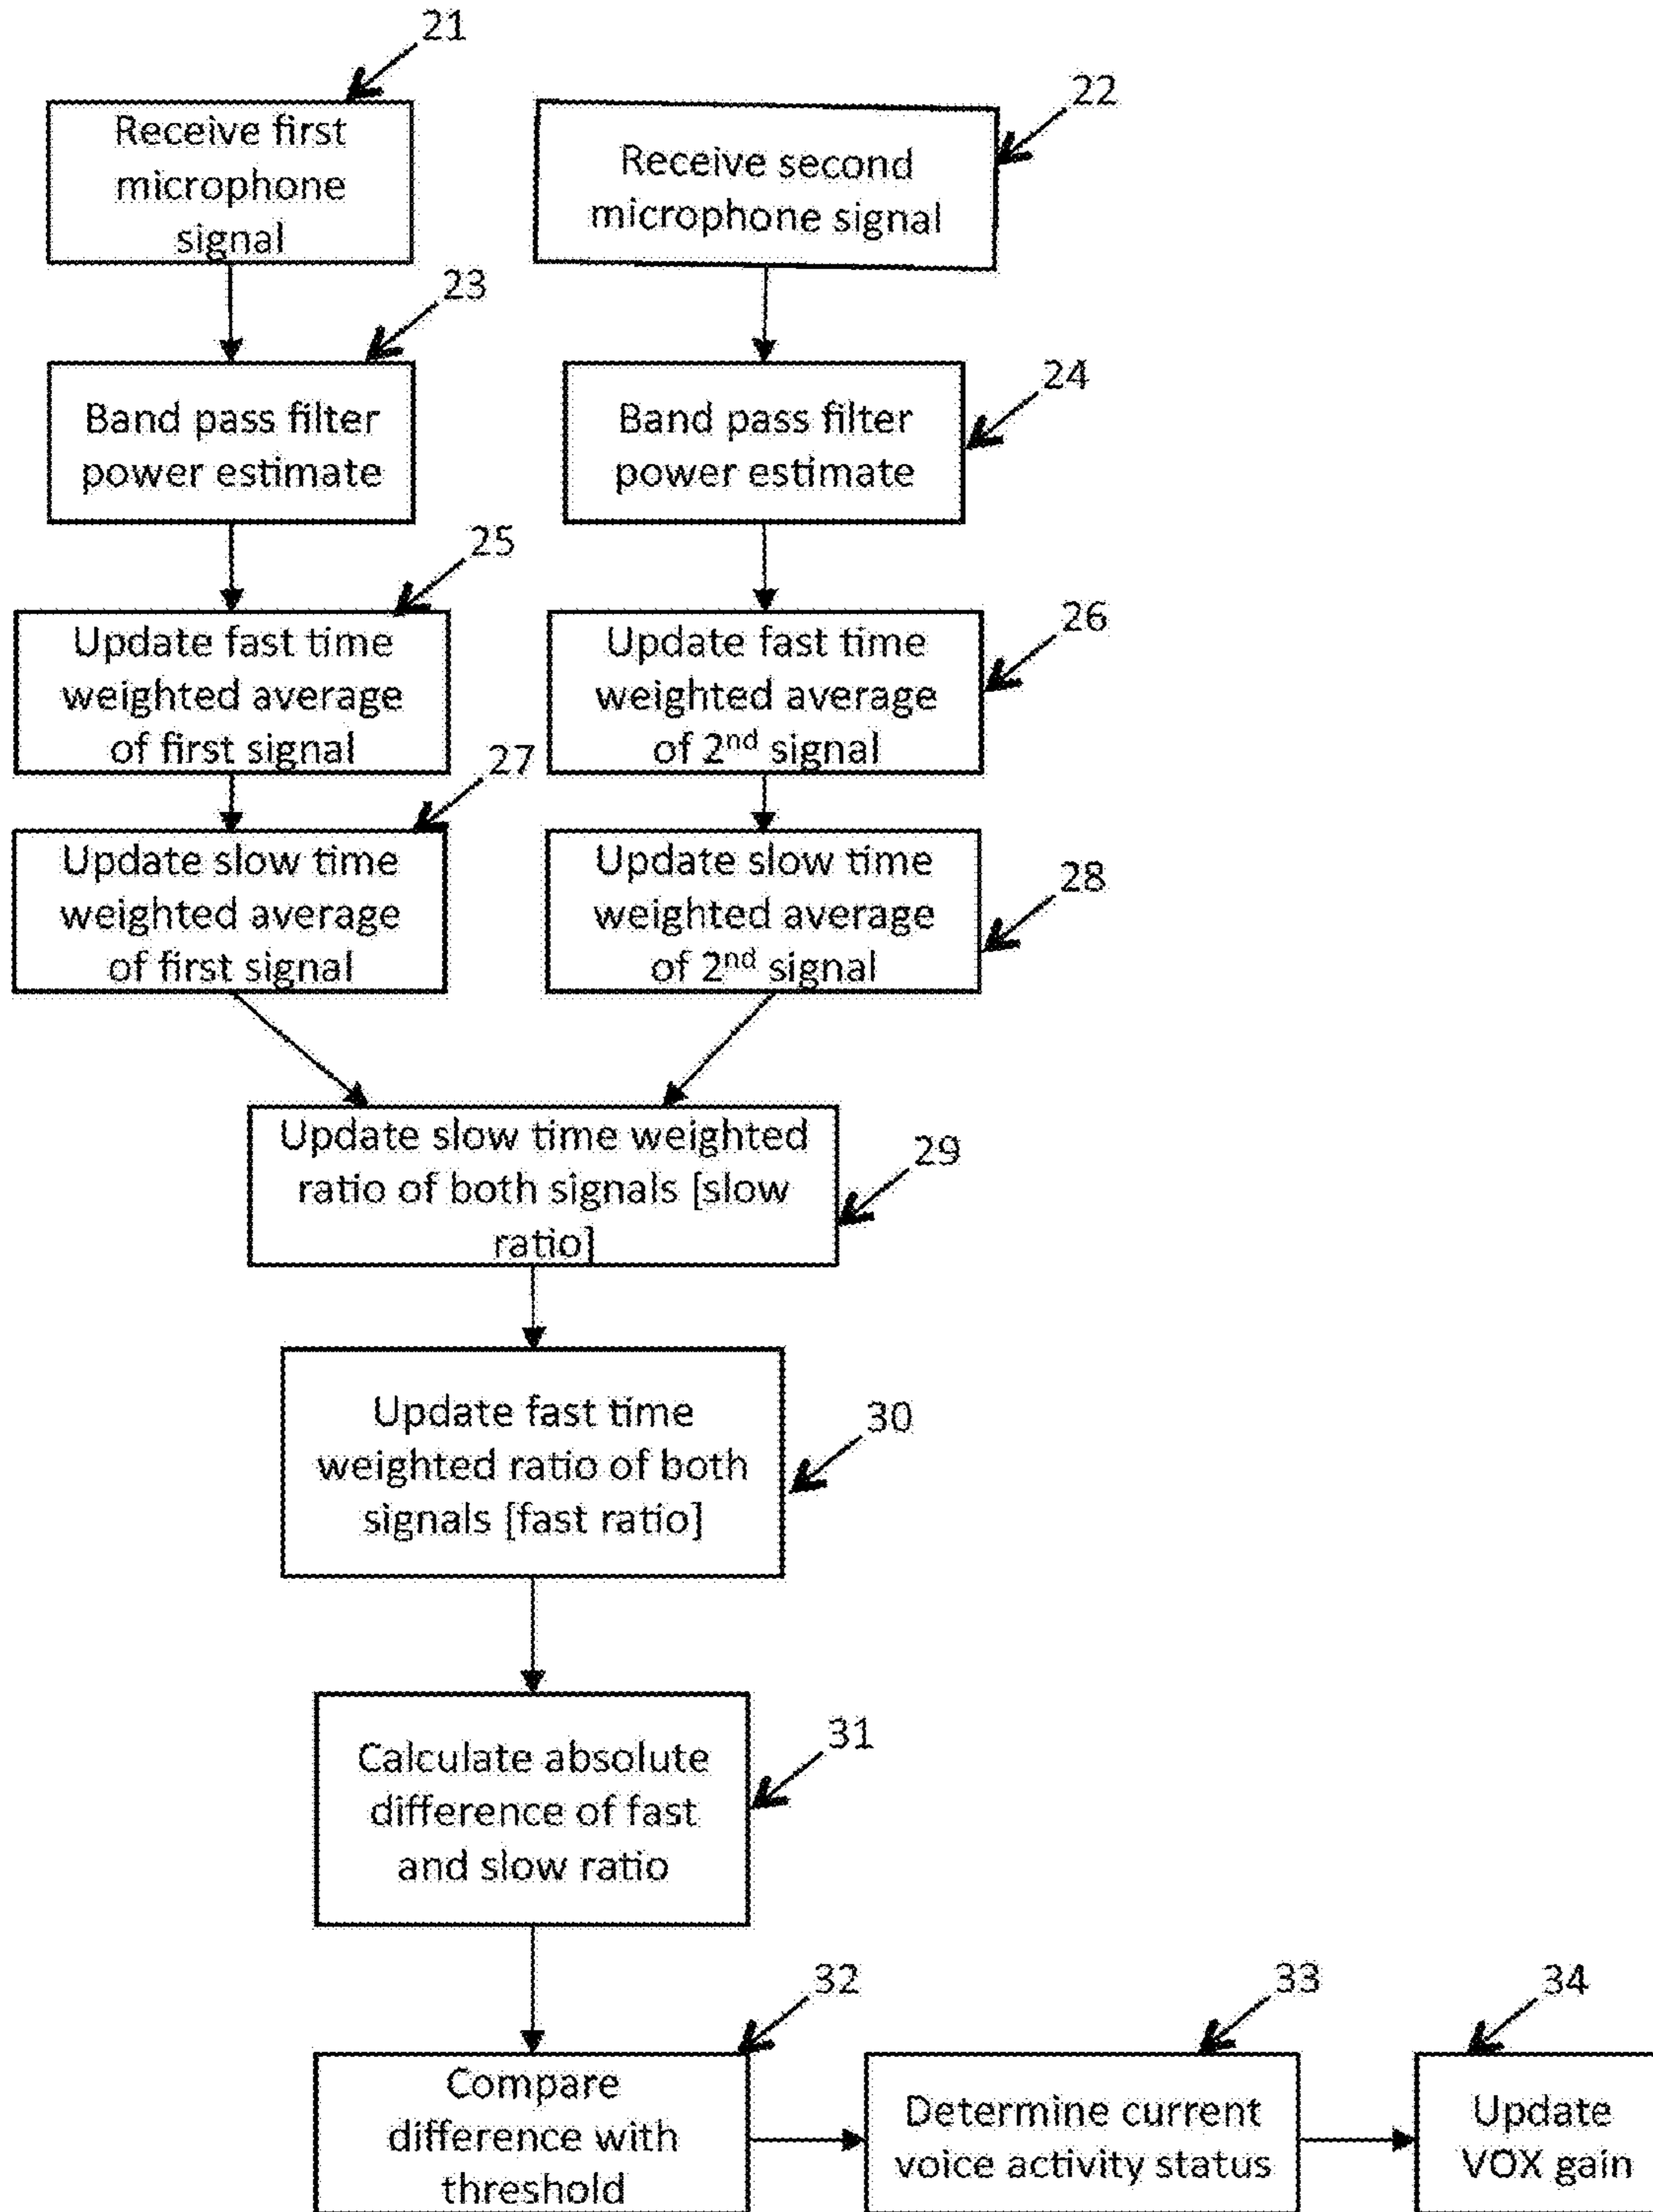 21
Receive first
microphone
signal
22
Receive second
microphone signal
23
Band pass filter
power estimate
24
Band pass filter
power estimate
25
Update fast time
weighted average
of first signal
26
Update fast time
weighted average
of 2nd signal
27
Update slow time
weighted average
of first signal
28
Update slow time
weighted average
of 2nd signal
29
Update slow time weighted
ratio of both signals [slow
ratio]
30
Update fast time
weighted ratio of both
signals [fast ratio]
31
Calculate absolute
difference of fast
and slow ratio
32
Compare
difference with
threshold
33
Determine current
voice activity status
34
Update
VOX gain